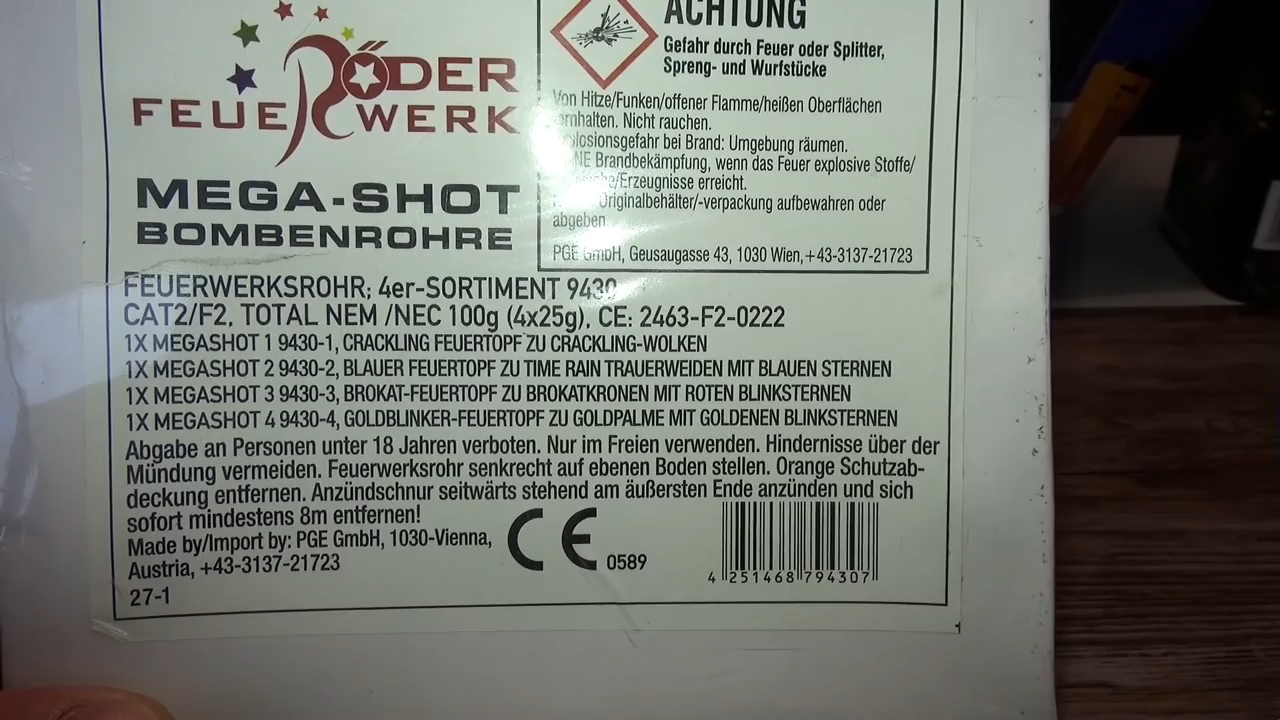 RÖDER
FEUERWERK
MEGA-SHOT
BOMBENROHRE
ACHTUNG
Gefahr durch Feuer oder Splitter,
Spreng- und Wurfstücke
Von Hitze/Funken/offener Flamme/heißen Oberflächen
ernhalten. Nicht rauchen.
plosionsgefahr bei Brand: Umgebung räumen.
NE Brandbekämpfung, wenn das Feuer explosive Stoffe/
/Erzeugnisse erreicht.
Originalbehälter/-verpackung aufbewahren oder
abgeben.
PGE GmbH, Geusaugasse 43, 1030 Wien,+43-3137-21723
FEUERWERKSROHR; 4er-SORTIMENT 9430
CAT2/F2, TOTAL NEM /NEC 100g (4x25g), CE: 2463-F2-0222
1X MEGASHOT 1 9430-1, CRACKLING FEUERTOPF ZU CRACKLING-WOLKEN
1X MEGASHOT 2 9430-2, BLAUER FEUERTOPF ZU TIME RAIN TRAUERWEIDEN MIT BLAUEN STERNEN
1X MEGASHOT 3 9430-3, BROKAT-FEUERTOPF ZU BROKATKRONEN MIT ROTEN BLINKSTERNEN
1X MEGASHOT 4 9430-4, GOLDBLINKER-FEUERTOPF ZU GOLDPALME MIT GOLDENEN BLINKSTERNEN
Abgabe an Personen unter 18 Jahren verboten. Nur im Freien verwenden. Hindernisse über der
Mündung vermeiden. Feuerwerksrohr senkrecht auf ebenen Boden stellen. Orange Schutzab-
deckung entfernen. Anzündschnur seitwärts stehend am äußersten Ende anzünden und sich
sofort mindestens 8m entfernen!
Made by/Import by: PGE GmbH, 1030-Vienna,
Austria, +43-3137-21723
27-1
CE 0589
4 251468 794307